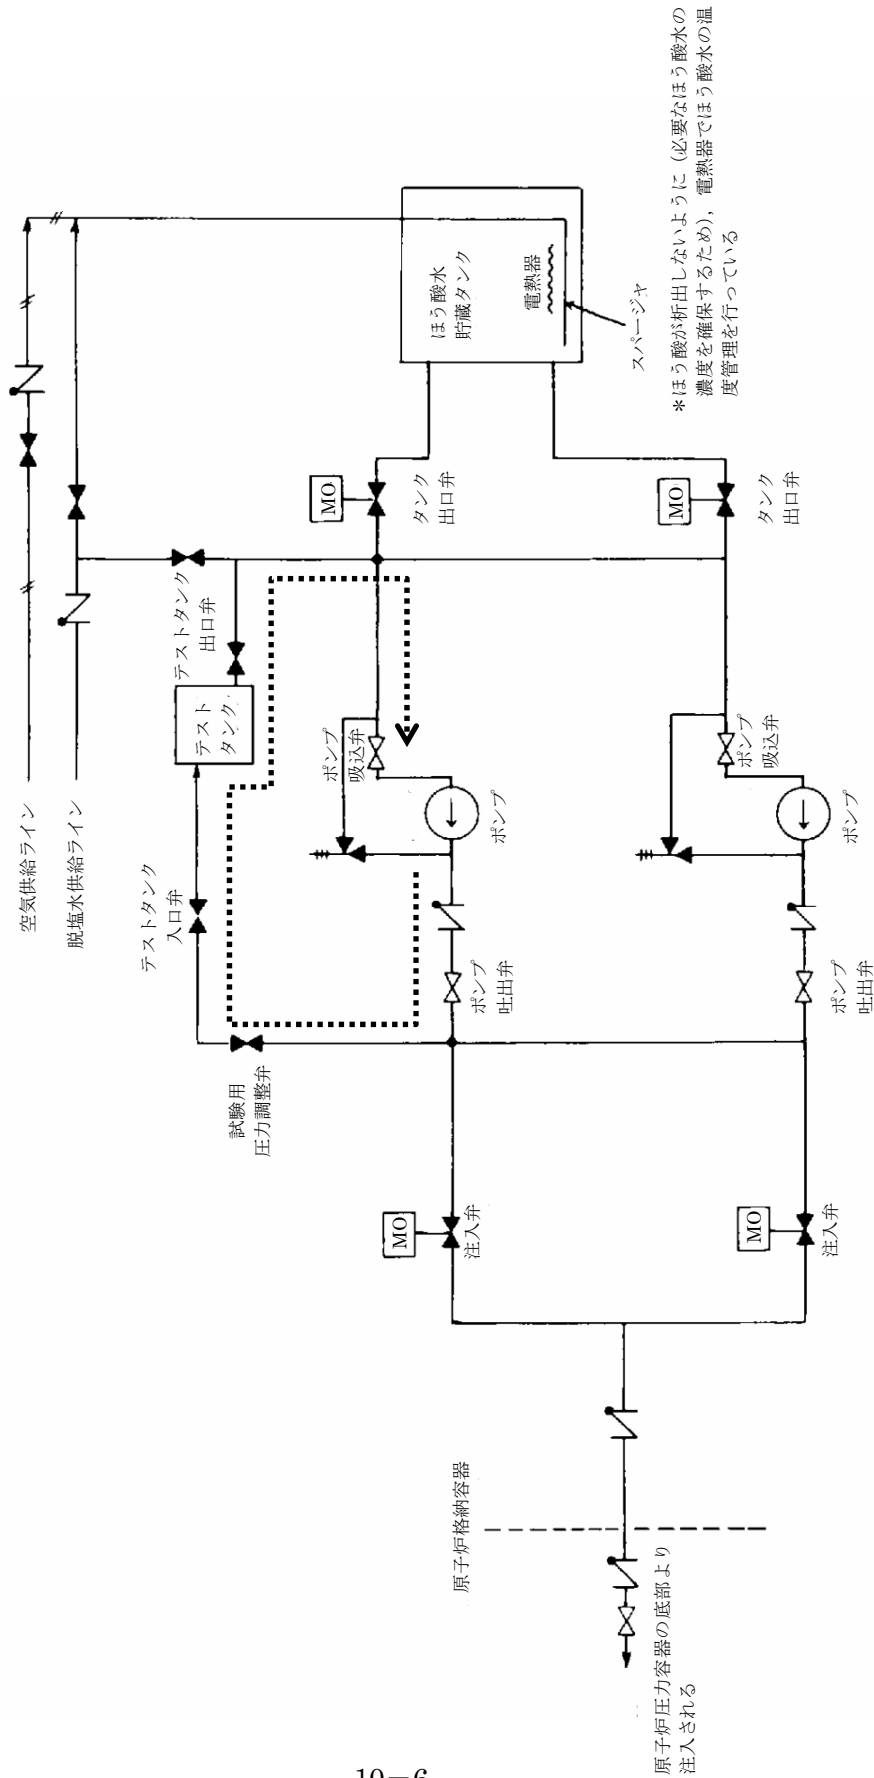 空気供給ライン
脱塩水供給ライン
テストタンク
入口弁
テスト
タンク
テストタンク
出口弁
試験用
圧力調整弁
ほう酸水
貯蔵タンク
電熱器
スパージャ
*ほう酸が析出しないように（必要なほう酸水の
濃度を確保するため），電熱器でほう酸水の温
度管理を行っている
MO
タンク
出口弁
MO
タンク
出口弁
ポンプ
吸込弁
ポンプ
ポンプ
吐出弁
ポンプ
吸込弁
ポンプ
ポンプ
吐出弁
MO
注入弁
MO
注入弁
原子炉格納容器
原子炉圧力容器の底部より
注入される